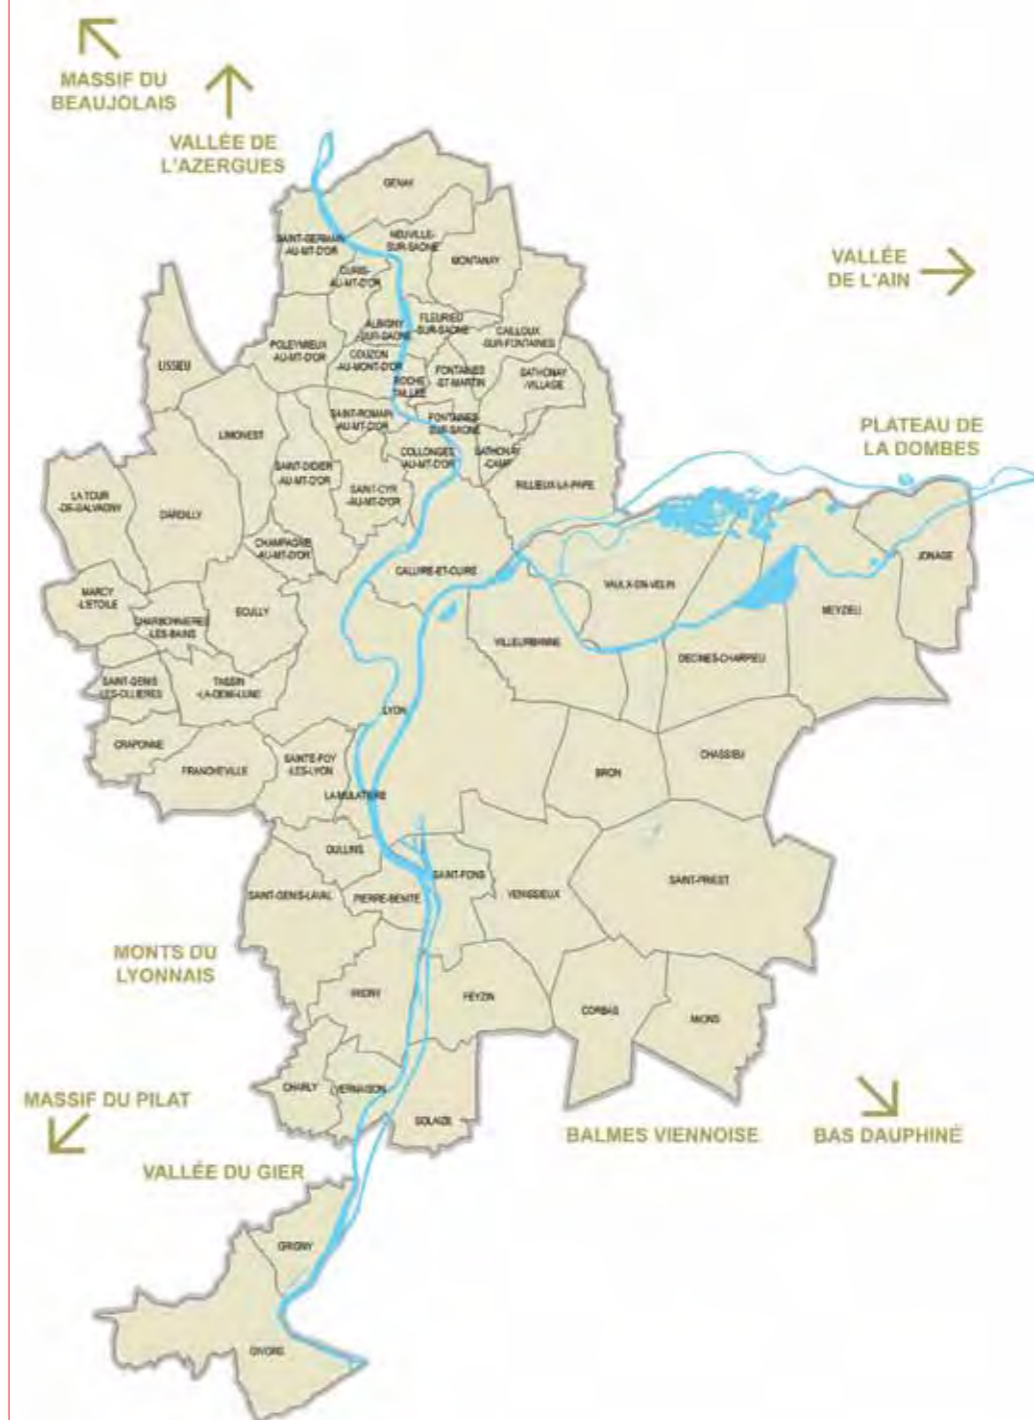 MASSIF DU
BEAUJOLAIS
VALLÉE DE
L'AZERGUES
GENAY
SAINT-GERMAIN
-AU-MT-D'OR
NEUVILLE-
SUR-SAONE
MONTANAY
CURIS-
AU-MT-D'OR
VALLÉE
DE L'AIN
ALBIGNY
-SUR-SAONE
FLEURIEU
-SUR-SAONE
CAILLOUX
-SUR-FONTAINES
POLEYMIEUX
-AU-MT-D'OR
COUZON
-AU-MONT-D'OR
LISSIEU
FONTAINES
-ST-MARTIN
SATHONAY
-VILLAGE
ROCHE
TAILLEE
SAINT-ROMAIN
-AU-MT-D'OR
FONTAINES-
SUR-SAONE
LIMONEST
PLATEAU DE
LA DOMBES
COLLONGES
-AU-MT-D'OR
SATHONAY
-CAMP
SAINT-DIDIER
-AU-MT-D'OR
SAINT-CYR
-AU-MT-D'OR
RILLIEUX-LA-PAPE
LA TOUR
-DE-SALVAGNY
DARDILLY
CHAMPAGNE
-AU-MT-D'OR
JONAGE
CALUIRE-ET-CUIRE
VAULX-EN-VELIN
MARCY
-L'ETOILE
ECULLY
MEYZIEU
CHARBONNIERES
-LES-BAINS
VILLEURBANNE
DECINES-CHARPIEU
SAINT-GENIS
-LES-OLLIERES
TASSIN
-LA-DEMI-LUNE
LYON
CRAPONNE
FRANCHEVILLE
SAINTE-FOY
-LES-LYON
BRON
CHASSIEU
LA MULATIERE
OULLINS
SAINT-FONS
SAINT-PRIEST
SAINT-GENIS-LAVAL
PIERRE-BENITE
VENISSIEUX
MONTS DU
LYONNAIS
IRIGNY
FEYZIN
CORBAS
MIONS
CHARLY
VERNAISON
SOLAIZE
MASSIF DU PILAT
BALMES VIENNOISE
BAS DAUPHINÉ
VALLÉE DU GIER
GRIGNY
GIVORS